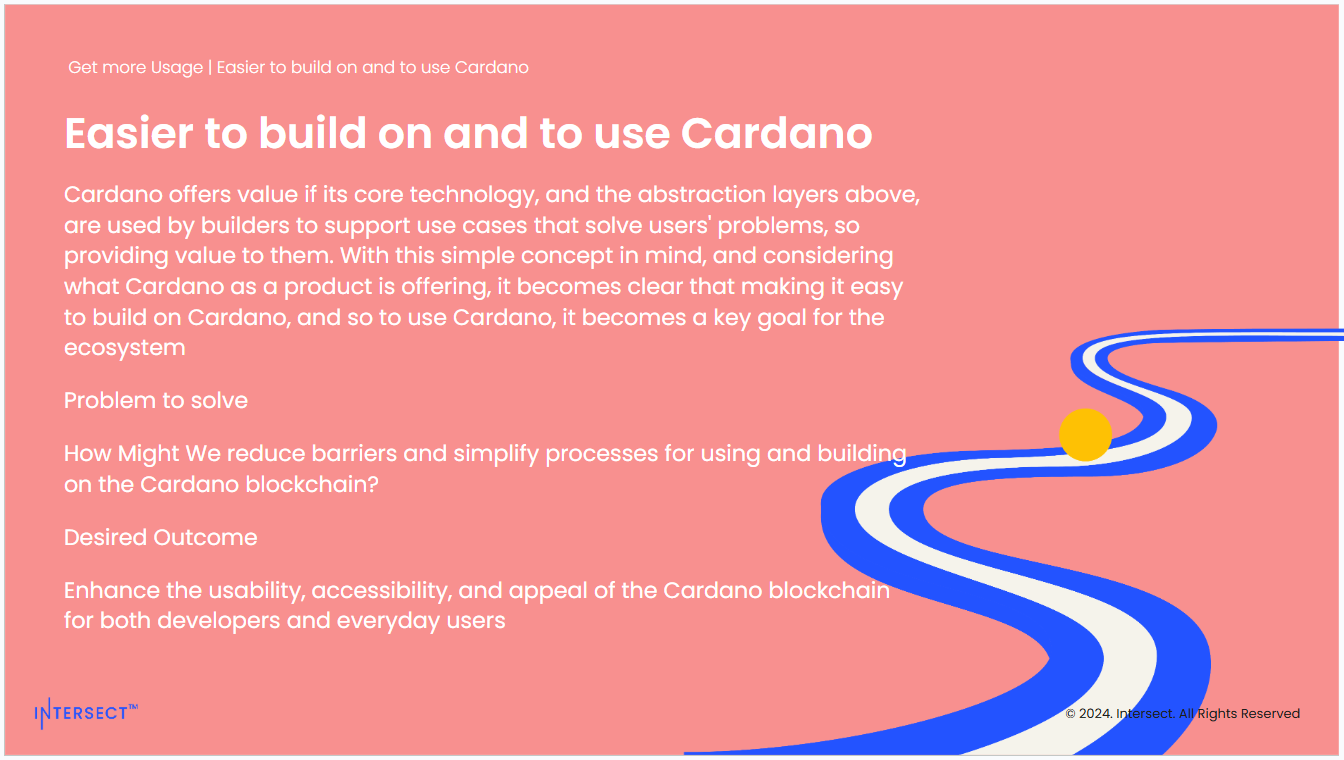 Get more Usage | Easier to build on and to use Cardano
Easier to build on and to use Cardano
Cardano offers value if its core technology, and the abstraction layers above,
are used by builders to support use cases that solve users' problems, so
providing value to them. With this simple concept in mind, and considering
what Cardano as a product is offering, it becomes clear that making it easy
to build on Cardano, and so to use Cardano, it becomes a key goal for the
ecosystem
Problem to solve
How Might We reduce barriers and simplify processes for using and building
on the Cardano blockchain?
Desired Outcome
Enhance the usability, accessibility, and appeal of the Cardano blockchain
for both developers and everyday users
INTERSECT™
© 2024. Intersect. All Rights Reserved